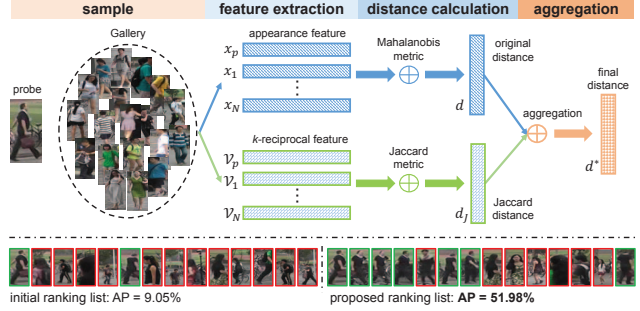 sample
feature extraction
distance calculation
aggregation
Gallery
probe
appearance feature
x_p
x_1
x_N
Mahalanobis
metric
d
original
distance
k-reciprocal feature
V_p
V_1
V_N
Jaccard
metric
d_J
Jaccard
distance
aggregation
final
distance
d*
initial ranking list: AP = 9.05%
proposed ranking list: AP = 51.98%